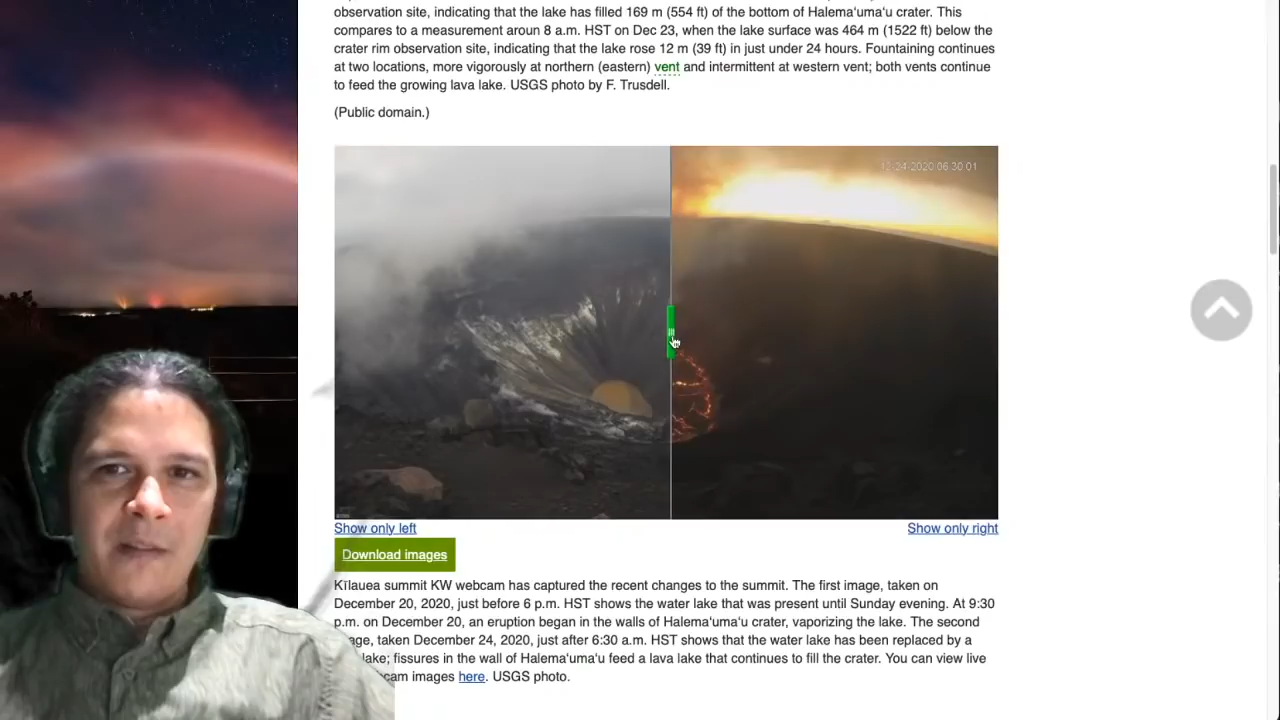 observation site, indicating that the lake has filled 169 m (554 ft) of the bottom of Halemaʻumaʻu crater. This
compares to a measurement aroun 8 a.m. HST on Dec 23, when the lake surface was 464 m (1522 ft) below the
crater rim observation site, indicating that the lake rose 12 m (39 ft) in just under 24 hours. Fountaining continues
at two locations, more vigorously at northern (eastern) vent and intermittent at western vent; both vents continue
to feed the growing lava lake. USGS photo by F. Trusdell.
(Public domain.)
12-24-2020 06:30:01
Show only left
Show only right
Download images
Kīlauea summit KW webcam has captured the recent changes to the summit. The first image, taken on
December 20, 2020, just before 6 p.m. HST shows the water lake that was present until Sunday evening. At 9:30
p.m. on December 20, an eruption began in the walls of Halemaʻumaʻu crater, vaporizing the lake. The second
age, taken December 24, 2020, just after 6:30 a.m. HST shows that the water lake has been replaced by a
lake; fissures in the wall of Halemaʻumaʻu feed a lava lake that continues to fill the crater. You can view live
cam images here. USGS photo.